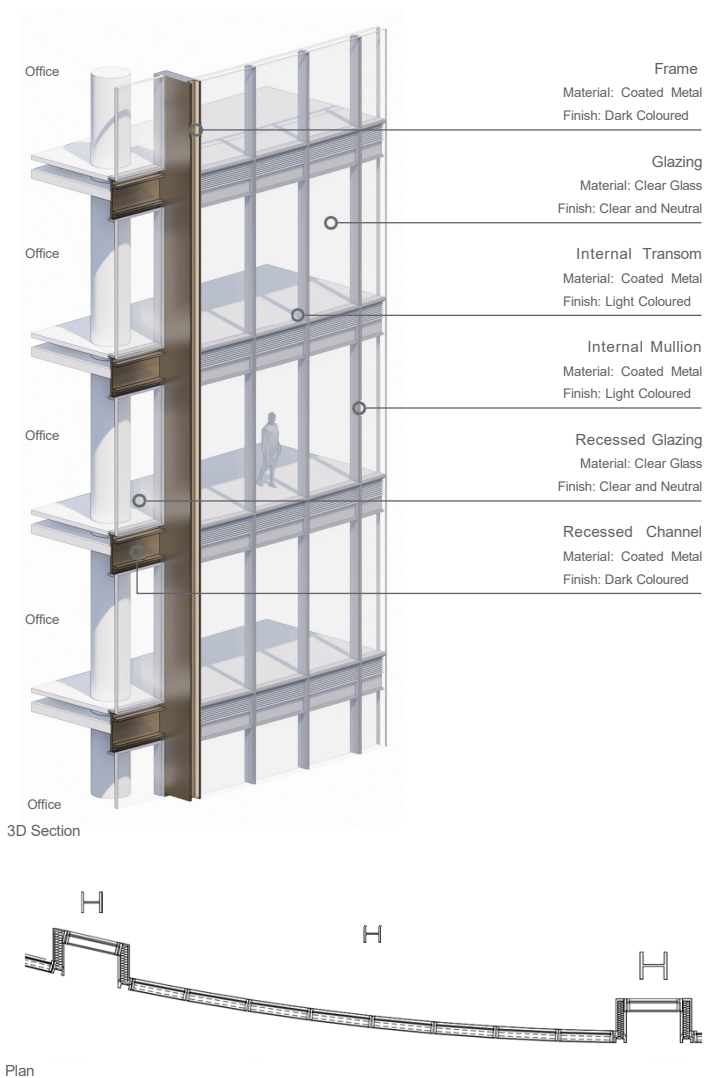 Office
Frame
Material: Coated Metal
Finish: Dark Coloured
Glazing
Material: Clear Glass
Finish: Clear and Neutral
Office
Internal Transom
Material: Coated Metal
Finish: Light Coloured
Internal Mullion
Material: Coated Metal
Finish: Light Coloured
Office
Recessed Glazing
Material: Clear Glass
Finish: Clear and Neutral
Recessed Channel
Material: Coated Metal
Finish: Dark Coloured
Office
Office
3D Section
Plan